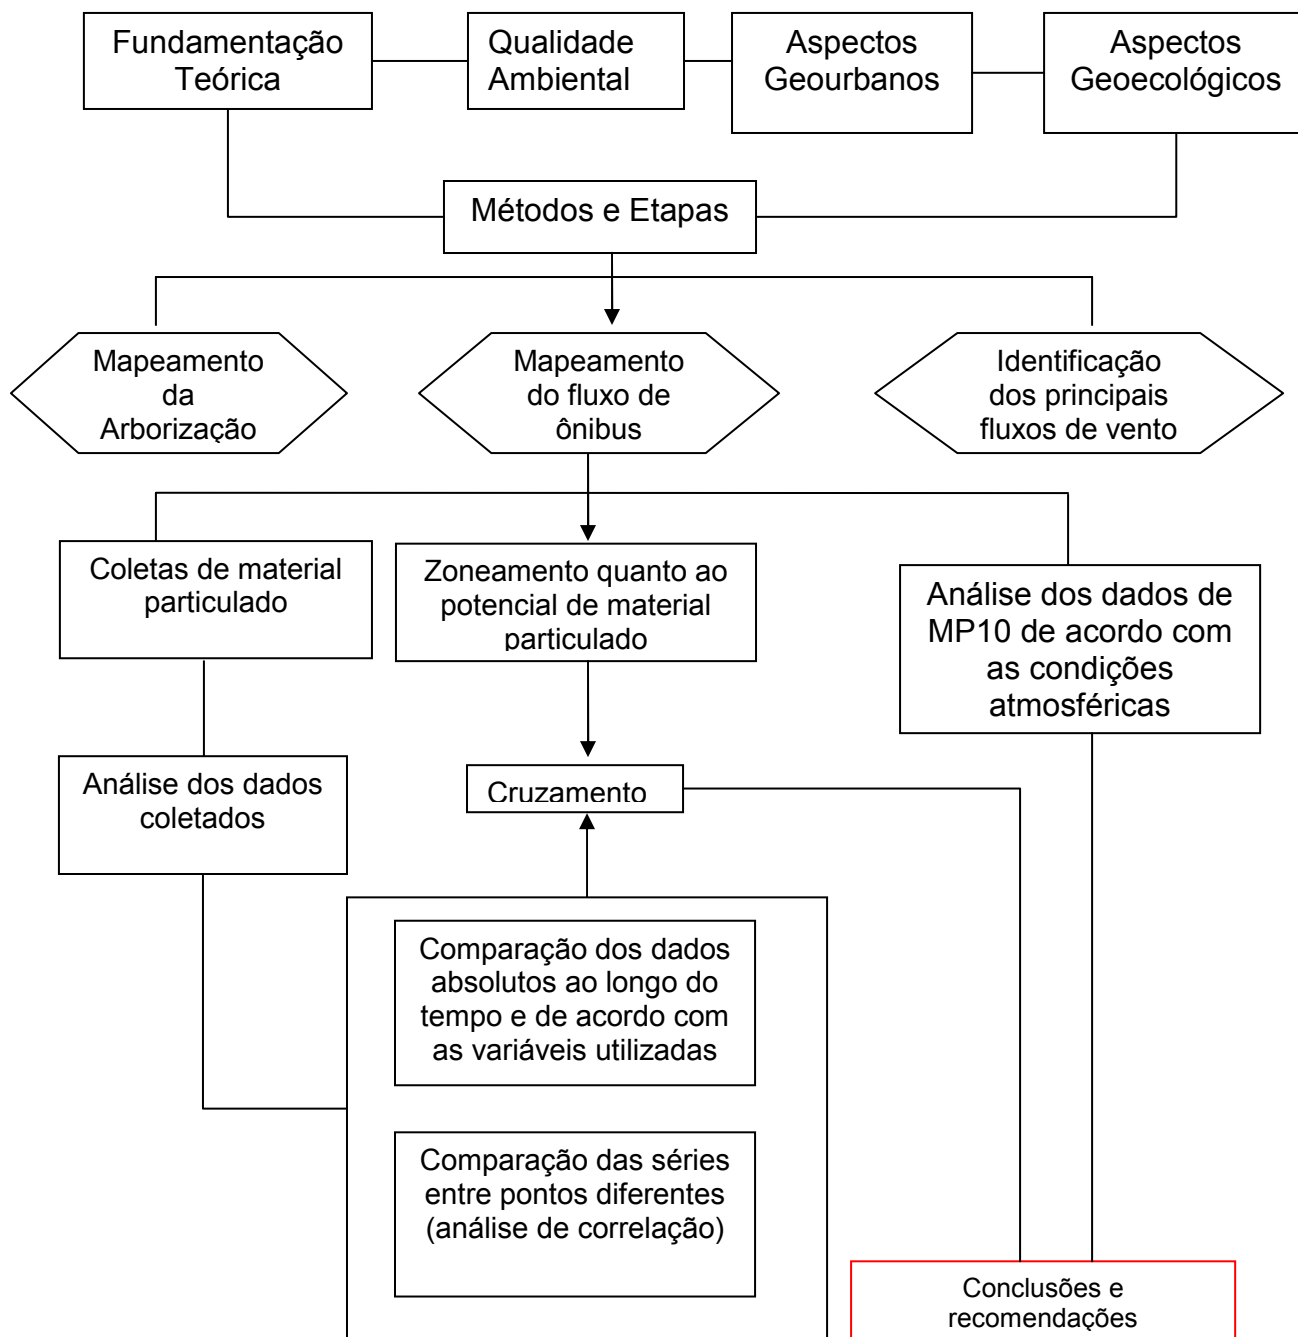 Fundamentação
Teórica
Qualidade
Ambiental
Aspectos
Geourbanos
Aspectos
Geoecológicos
Métodos e Etapas
Mapeamento
da
Arborização
Mapeamento
do fluxo de
ônibus
Identificação
dos principais
fluxos de vento
Coletas de material
particulado
Zoneamento quanto ao
potencial de material
particulado
Análise dos dados de
MP10 de acordo com
as condições
atmosféricas
Análise dos dados
coletados
Cruzamento
Comparação dos dados
absolutos ao longo do
tempo e de acordo com
as variáveis utilizadas
Comparação das séries
entre pontos diferentes
(análise de correlação)
Conclusões e
recomendações